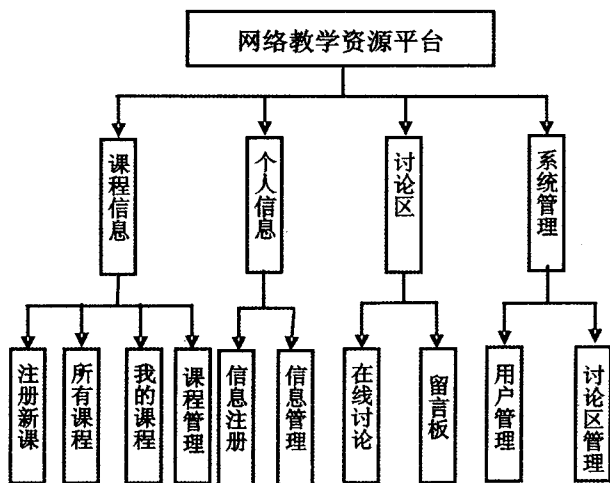 网络教学资源平台
课程信息
个人信息
讨论区
系统管理
注册新课
所有课程
我的课程
课程管理
信息注册
信息管理
在线讨论
留言板
用户管理
讨论区管理